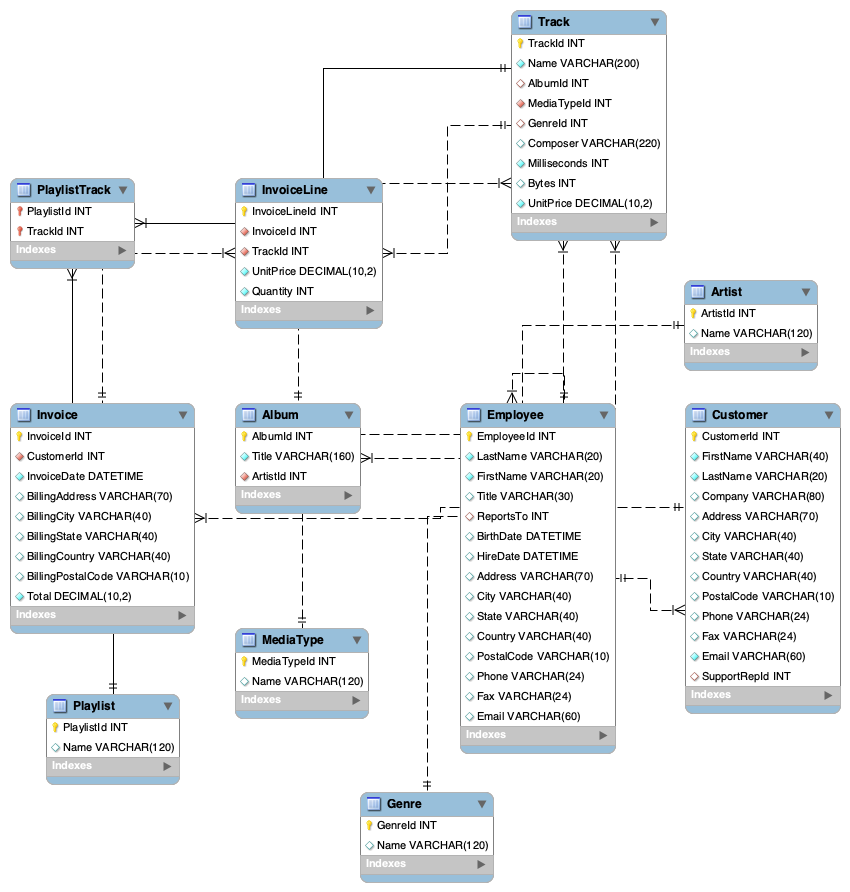 Track
TrackId INT
Name VARCHAR(200)
AlbumId INT
MediaTypeId INT
GenreId INT
Composer VARCHAR(220)
Milliseconds INT
Bytes INT
UnitPrice DECIMAL(10,2)
Indexes
PlaylistTrack
PlaylistId INT
TrackId INT
Indexes
InvoiceLine
InvoiceLineId INT
InvoiceId INT
TrackId INT
UnitPrice DECIMAL(10,2)
Quantity INT
Indexes
Artist
ArtistId INT
Name VARCHAR(120)
Indexes
Invoice
InvoiceId INT
CustomerId INT
InvoiceDate DATETIME
BillingAddress VARCHAR(70)
BillingCity VARCHAR(40)
BillingState VARCHAR(40)
BillingCountry VARCHAR(40)
BillingPostalCode VARCHAR(10)
Total DECIMAL(10,2)
Indexes
Album
AlbumId INT
Title VARCHAR(160)
ArtistId INT
Indexes
Employee
EmployeeId INT
LastName VARCHAR(20)
FirstName VARCHAR(20)
Title VARCHAR(30)
ReportsTo INT
BirthDate DATETIME
HireDate DATETIME
Address VARCHAR(70)
City VARCHAR(40)
State VARCHAR(40)
Country VARCHAR(40)
PostalCode VARCHAR(10)
Phone VARCHAR(24)
Fax VARCHAR(24)
Email VARCHAR(60)
Indexes
Customer
CustomerId INT
FirstName VARCHAR(40)
LastName VARCHAR(20)
Company VARCHAR(80)
Address VARCHAR(70)
City VARCHAR(40)
State VARCHAR(40)
Country VARCHAR(40)
PostalCode VARCHAR(10)
Phone VARCHAR(24)
Fax VARCHAR(24)
Email VARCHAR(60)
SupportRepId INT
Indexes
MediaType
MediaTypeId INT
Name VARCHAR(120)
Indexes
Playlist
PlaylistId INT
Name VARCHAR(120)
Indexes
Genre
GenreId INT
Name VARCHAR(120)
Indexes